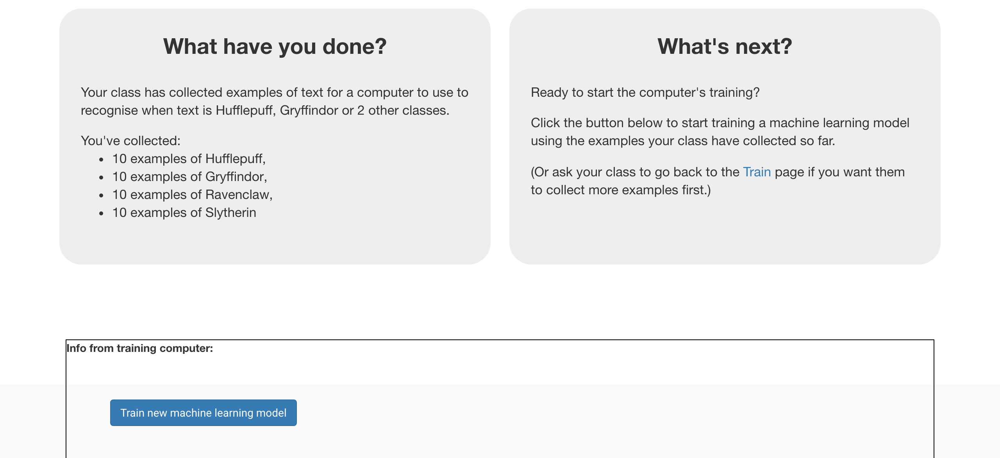 What have you done?
Your class has collected examples of text for a computer to use to
recognise when text is Hufflepuff, Gryffindor or 2 other classes.
You've collected:
• 10 examples of Hufflepuff,
• 10 examples of Gryffindor,
• 10 examples of Ravenclaw,
• 10 examples of Slytherin
What's next?
Ready to start the computer's training?
Click the button below to start training a machine learning model
using the examples your class have collected so far.
(Or ask your class to go back to the Train page if you want them
to collect more examples first.)
Info from training computer:
Train new machine learning model